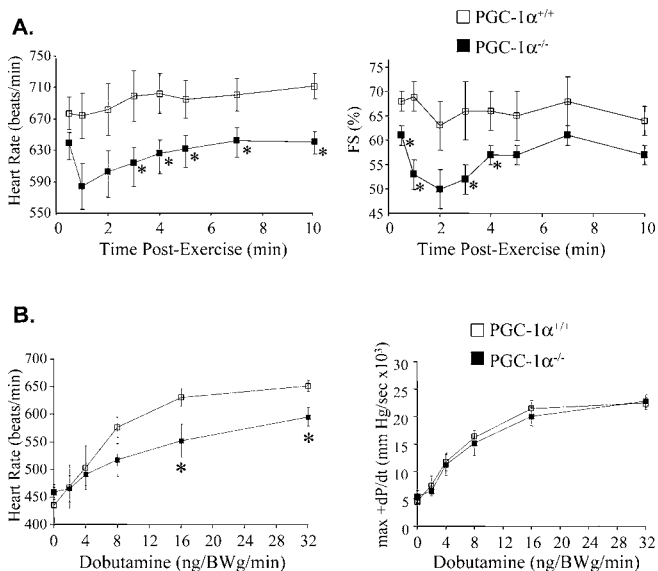 A.
PGC-1α+/+
PGC-1α-/-
Heart Rate (beats/min)
750
710
670
630
590
550
0 2 4 6 8 10
Time Post-Exercise (min)
* * * * *
FS (%)
75
70
65
60
55
50
45
0 2 4 6 8 10
Time Post-Exercise (min)
* * * *
B.
PGC-1α+/+
PGC-1α-/-
Heart Rate (beats/min)
700
650
600
550
500
450
400
0 4 8 12 16 20 24 28 32
Dobutamine (ng/BWg/min)
* *
max +dP/dt (mm Hg/sec x10³)
30
25
20
15
10
5
0
0 4 8 12 16 20 24 28 32
Dobutamine (ng/BWg/min)